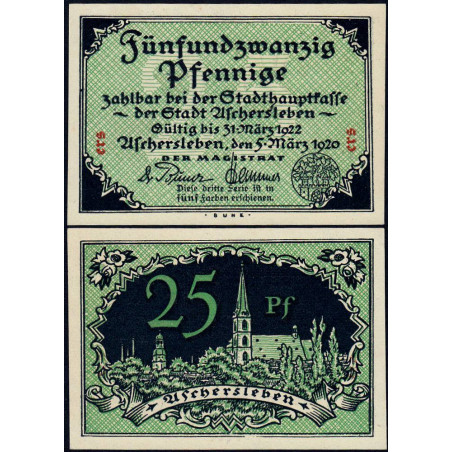 Fünfundzwanzig
Pfennige
zahlbar bei der Stadthauptkasse
der Stadt Aschersleben
Gültig bis 31·März 1922
Aschersleben, den 5·März 1920
DER MAGISTRAT
Diese dritte Serie ist in
fünf Farben erschienen.
BUHE
25 Pf
Aschersleben